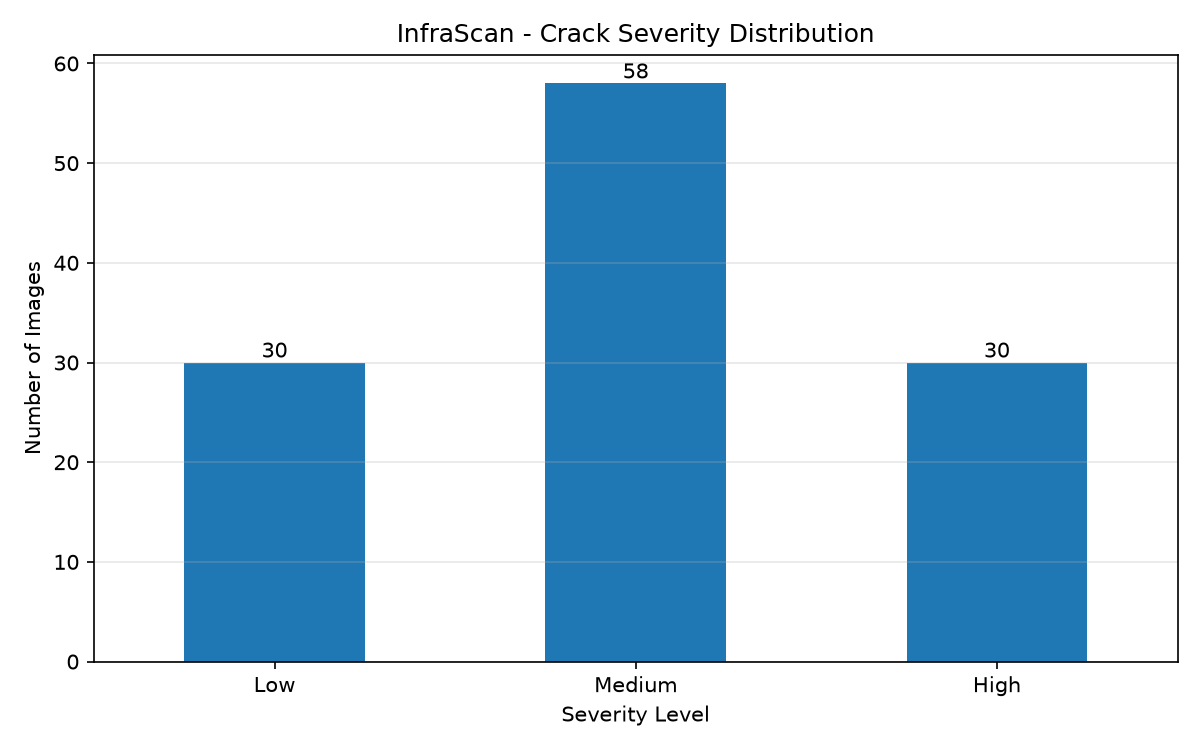 InfraScan - Crack Severity Distribution
60
50
40
30
20
10
0
Number of Images
30
58
30
Low
Medium
High
Severity Level